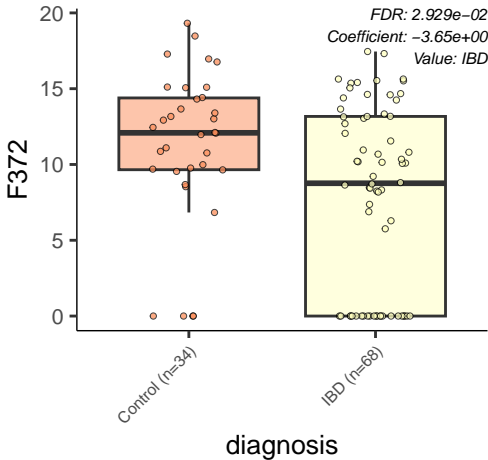 FDR: 2.929e−02
Coefficient: −3.65e+00
Value: IBD
20
15
10
5
0
F372
Control (n=34)
IBD (n=68)
diagnosis